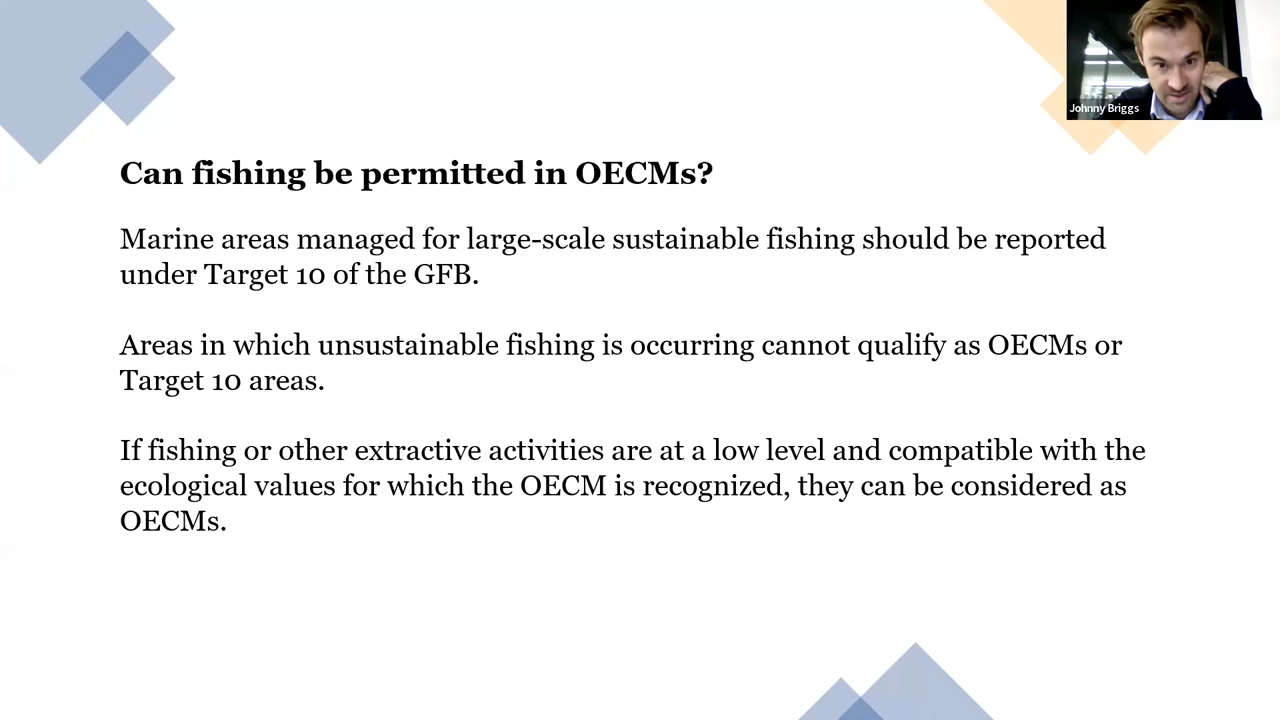 Johnny Briggs
Can fishing be permitted in OECMs?
Marine areas managed for large-scale sustainable fishing should be reported
under Target 10 of the GFB.
Areas in which unsustainable fishing is occurring cannot qualify as OECMs or
Target 10 areas.
If fishing or other extractive activities are at a low level and compatible with the
ecological values for which the OECM is recognized, they can be considered as
OECMs.